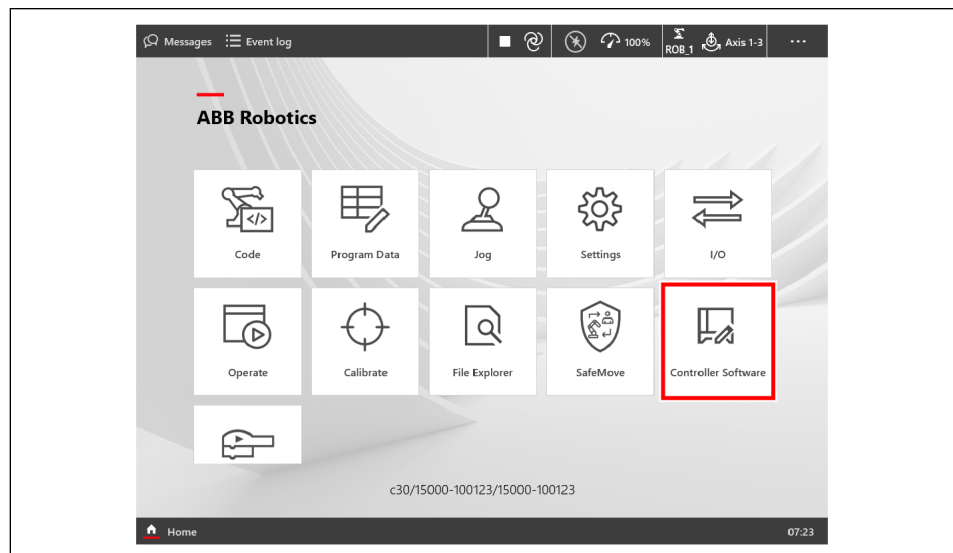 Messages Event log 100% ROB_1 Axis 1-3 ...
ABB Robotics
</>
Code Program Data Jog Settings I/O
Operate Calibrate File Explorer SafeMove Controller Software
c30/15000-100123/15000-100123
Home 07:23